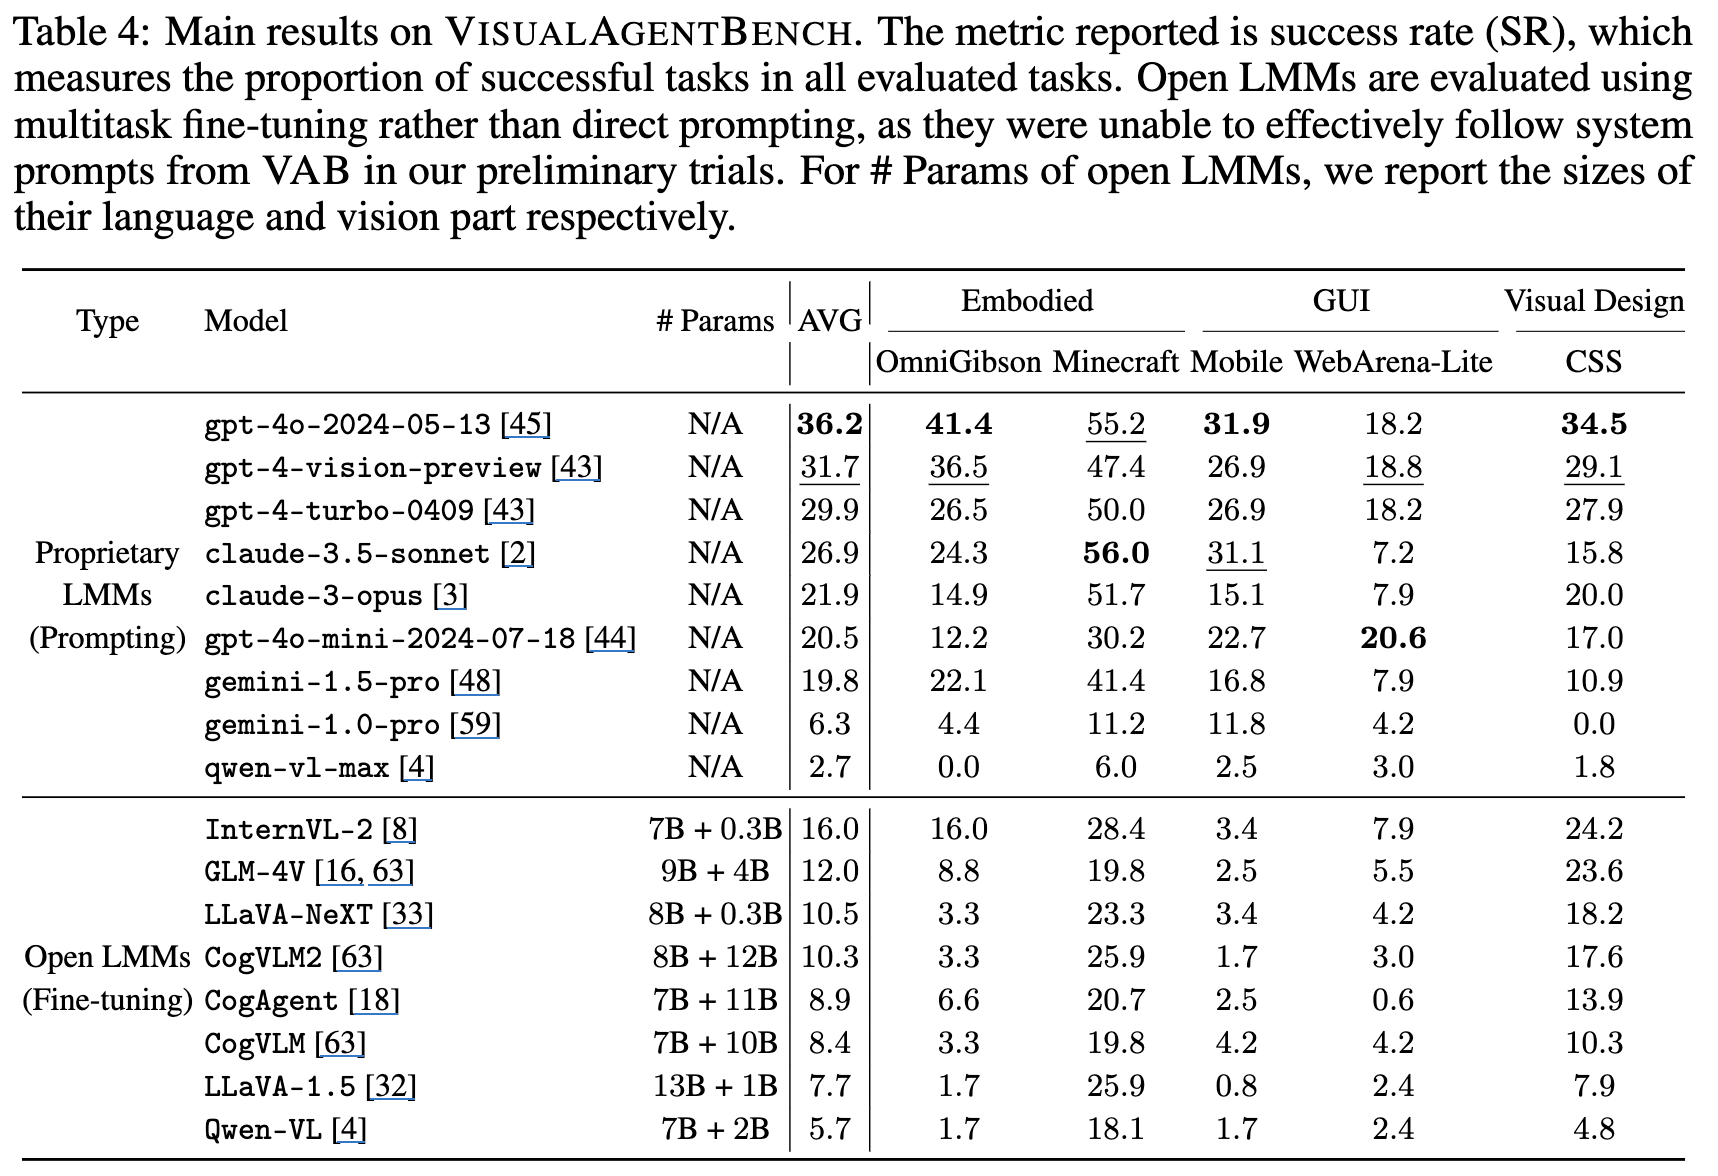 Table 4: Main results on VISUALAGENTBENCH. The metric reported is success rate (SR), which
measures the proportion of successful tasks in all evaluated tasks. Open LMMs are evaluated using
multitask fine-tuning rather than direct prompting, as they were unable to effectively follow system
prompts from VAB in our preliminary trials. For # Params of open LMMs, we report the sizes of
their language and vision part respectively.
Type Model # Params AVG Embodied GUI Visual Design
OmniGibson Minecraft Mobile WebArena-Lite CSS
gpt-4o-2024-05-13 [45] N/A 36.2 41.4 55.2 31.9 18.2 34.5
gpt-4-vision-preview [43] N/A 31.7 36.5 47.4 26.9 18.8 29.1
gpt-4-turbo-0409 [43] N/A 29.9 26.5 50.0 26.9 18.2 27.9
Proprietary claude-3.5-sonnet [2] N/A 26.9 24.3 56.0 31.1 7.2 15.8
LMMs claude-3-opus [3] N/A 21.9 14.9 51.7 15.1 7.9 20.0
(Prompting) gpt-4o-mini-2024-07-18 [44] N/A 20.5 12.2 30.2 22.7 20.6 17.0
gemini-1.5-pro [48] N/A 19.8 22.1 41.4 16.8 7.9 10.9
gemini-1.0-pro [59] N/A 6.3 4.4 11.2 11.8 4.2 0.0
qwen-vl-max [4] N/A 2.7 0.0 6.0 2.5 3.0 1.8
InternVL-2 [8] 7B + 0.3B 16.0 16.0 28.4 3.4 7.9 24.2
GLM-4V [16, 63] 9B + 4B 12.0 8.8 19.8 2.5 5.5 23.6
LLaVA-NeXT [33] 8B + 0.3B 10.5 3.3 23.3 3.4 4.2 18.2
Open LMMs CogVLM2 [63] 8B + 12B 10.3 3.3 25.9 1.7 3.0 17.6
(Fine-tuning) CogAgent [18] 7B + 11B 8.9 6.6 20.7 2.5 0.6 13.9
CogVLM [63] 7B + 10B 8.4 3.3 19.8 4.2 4.2 10.3
LLaVA-1.5 [32] 13B + 1B 7.7 1.7 25.9 0.8 2.4 7.9
Qwen-VL [4] 7B + 2B 5.7 1.7 18.1 1.7 2.4 4.8